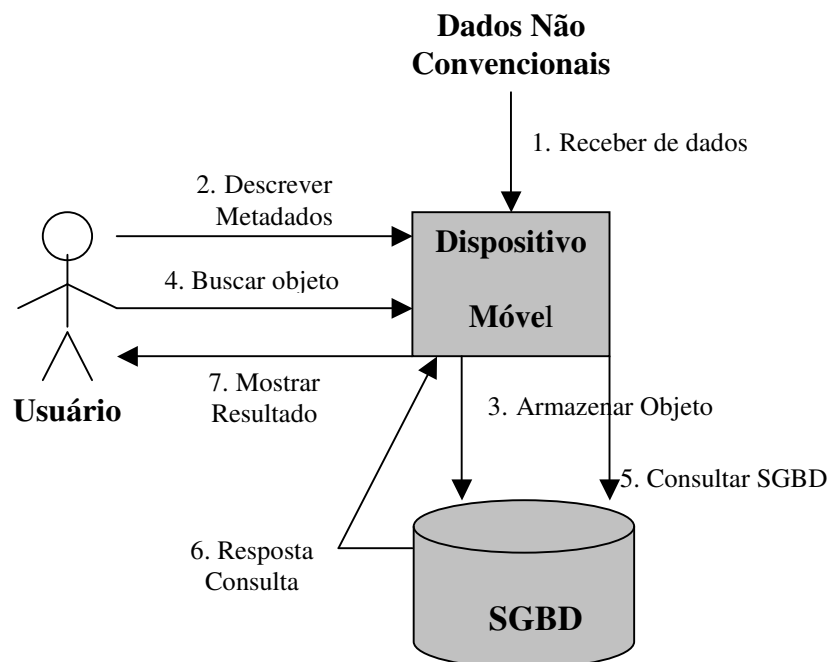 Dados Não
Convencionais
1. Receber de dados
2. Descrever
Metadados
Dispositivo
4. Buscar objeto
Móvel
7. Mostrar
Resultado
3. Armazenar Objeto
Usuário
5. Consultar SGBD
6. Resposta
Consulta
SGBD